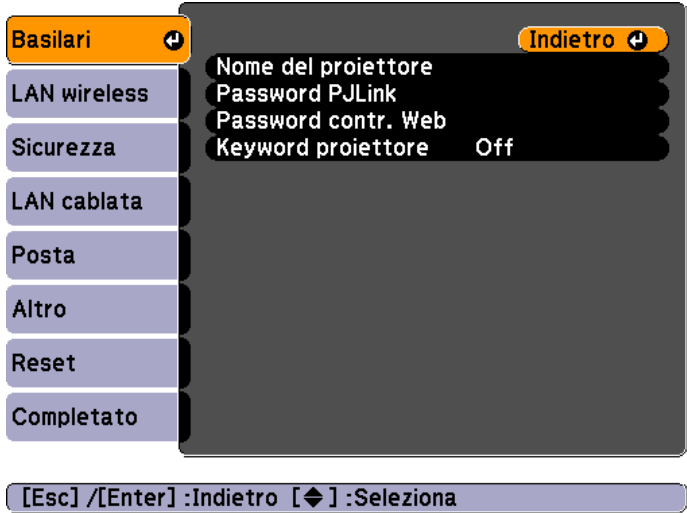 Basilari
LAN wireless
Sicurezza
LAN cablata
Posta
Altro
Reset
Completato
Indietro
Nome del proiettore
Password PJLink
Password contr. Web
Keyword proiettore Off
[Esc] /[Enter] :Indietro [◆] :Seleziona